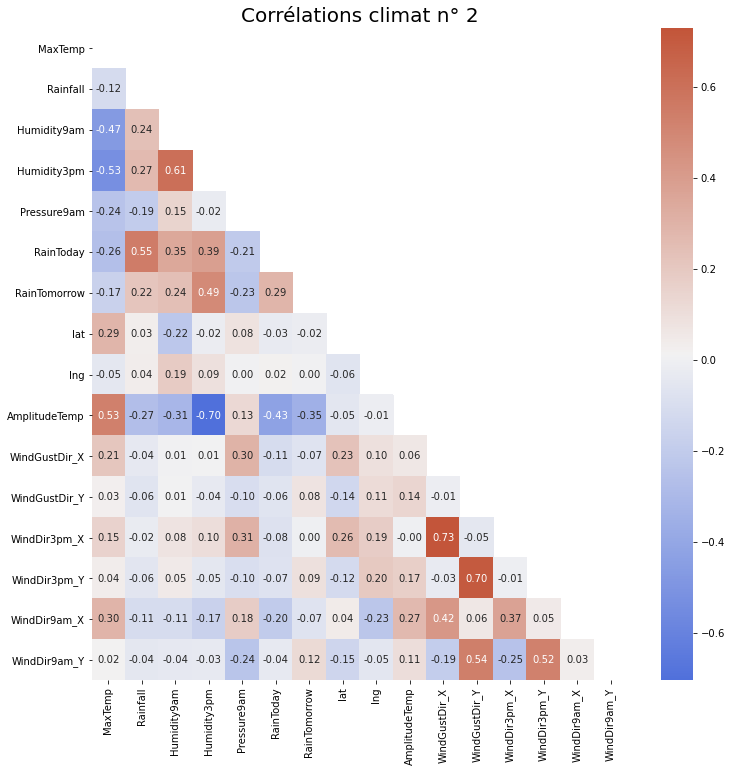 Corrélations climat n° 2
MaxTemp
Rainfall -0.12
Humidity9am -0.47 0.24
Humidity3pm -0.53 0.27 0.61
Pressure9am -0.24 -0.19 0.15 -0.02
RainToday -0.26 0.55 0.35 0.39 -0.21
RainTomorrow -0.17 0.22 0.24 0.49 -0.23 0.29
lat 0.29 0.03 -0.22 -0.02 0.08 -0.03 -0.02
lng -0.05 0.04 0.19 0.09 0.00 0.02 0.00 -0.06
AmplitudeTemp 0.53 -0.27 -0.31 -0.70 0.13 -0.43 -0.35 -0.05 -0.01
WindGustDir_X 0.21 -0.04 0.01 0.01 0.30 -0.11 -0.07 0.23 0.10 0.06
WindGustDir_Y 0.03 -0.06 0.01 -0.04 -0.10 -0.06 0.08 -0.14 0.11 0.14 -0.01
WindDir3pm_X 0.15 -0.02 0.08 0.10 0.31 -0.08 0.00 0.26 0.19 -0.00 0.73 -0.05
WindDir3pm_Y 0.04 -0.06 0.05 -0.05 -0.10 -0.07 0.09 -0.12 0.20 0.17 -0.03 0.70 -0.01
WindDir9am_X 0.30 -0.11 -0.11 -0.17 0.18 -0.20 -0.07 0.04 -0.23 0.27 0.42 0.06 0.37 0.05
WindDir9am_Y 0.02 -0.04 -0.04 -0.03 -0.24 -0.04 0.12 -0.15 -0.05 0.11 -0.19 0.54 -0.25 0.52 0.03
MaxTemp
Rainfall
Humidity9am
Humidity3pm
Pressure9am
RainToday
RainTomorrow
lat
lng
AmplitudeTemp
WindGustDir_X
WindGustDir_Y
WindDir3pm_X
WindDir3pm_Y
WindDir9am_X
WindDir9am_Y
0.6
0.4
0.2
0.0
−0.2
−0.4
−0.6